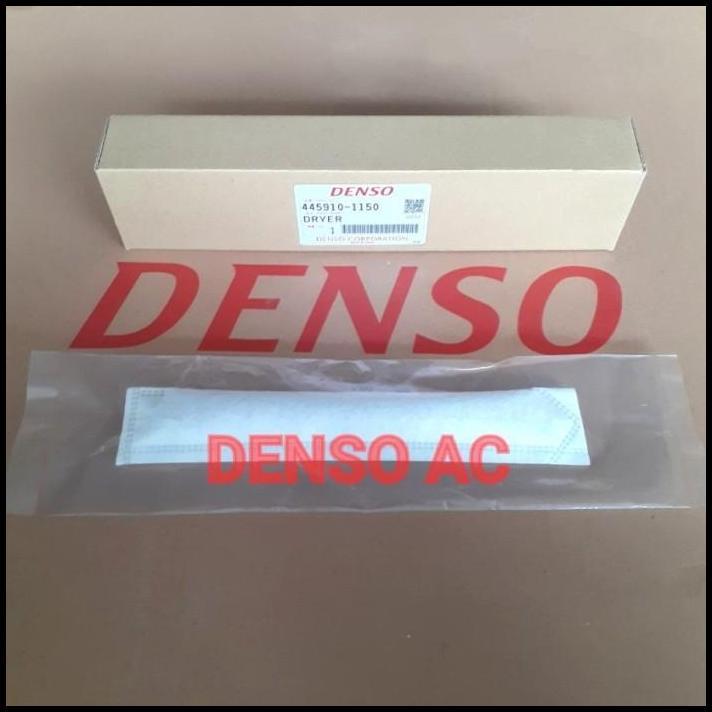 DENSO
445910-1150
DRYER
1
DENSO CORPORATION
DENSO
DENSO AC